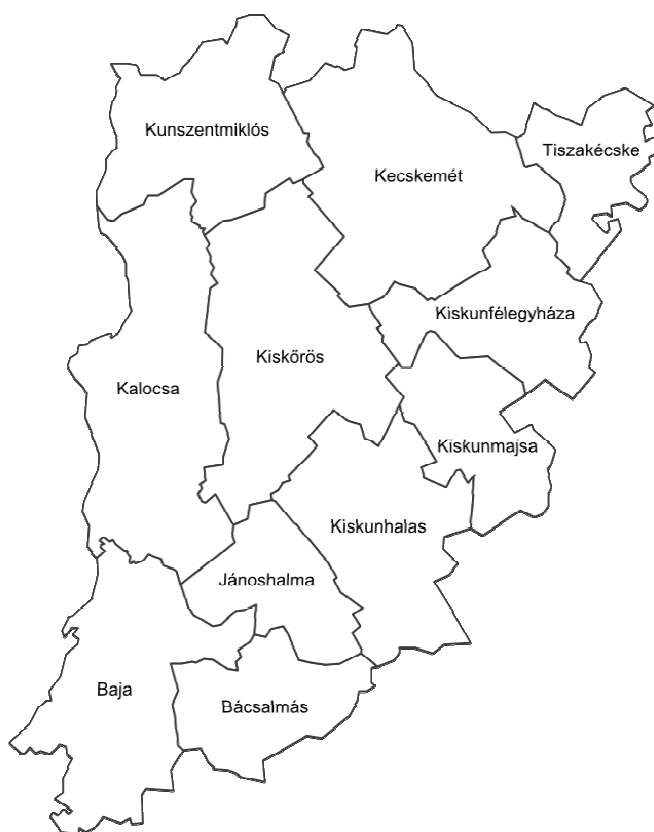 Kunszentmiklós
Tiszakécske
Kecskemét
Kiskunfélegyháza
Kiskőrös
Kalocsa
Kiskunmajsa
Kiskunhalas
Jánoshalma
Baja
Bácsalmás